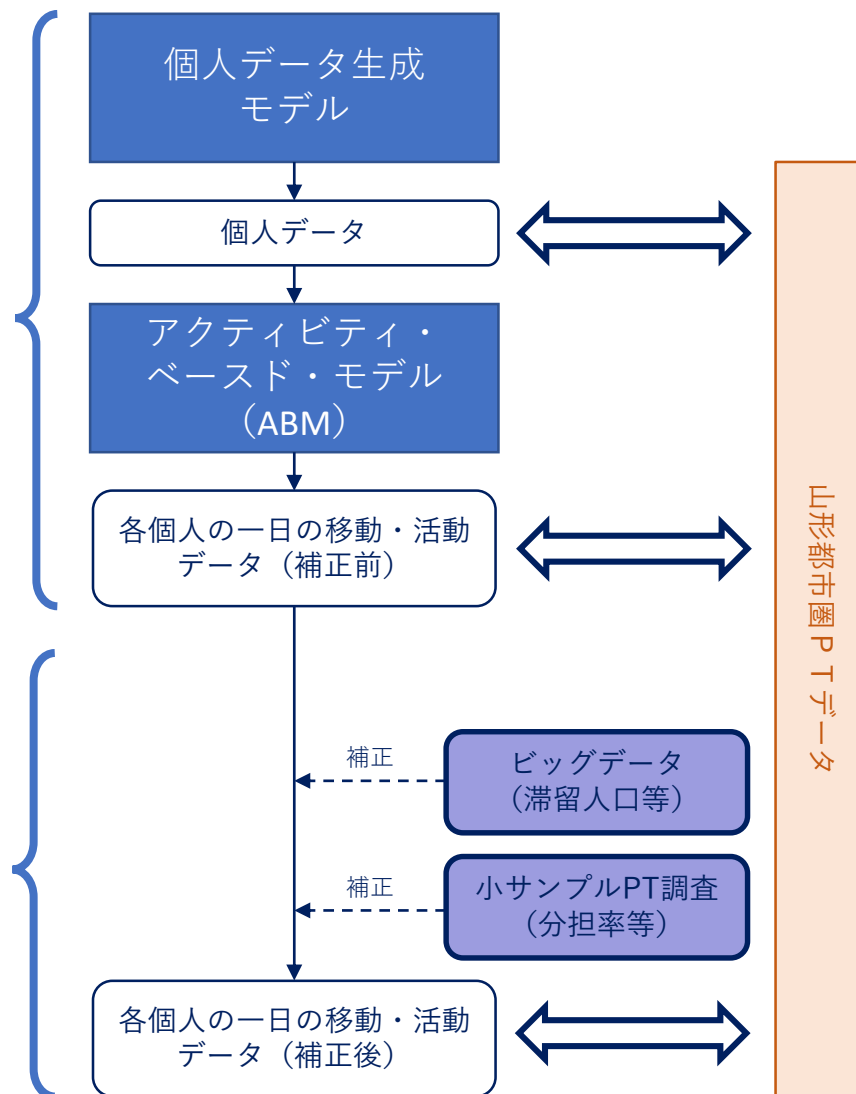 個人データ生成
モデル
個人データ
アクティビティ・
ベースド・モデル
（ABM）
各個人の一日の移動・活動
データ（補正前）
補正
ビッグデータ
（滞留人口等）
補正
小サンプルPT調査
（分担率等）
各個人の一日の移動・活動
データ（補正後）
山形都市圏ＰＴデータ